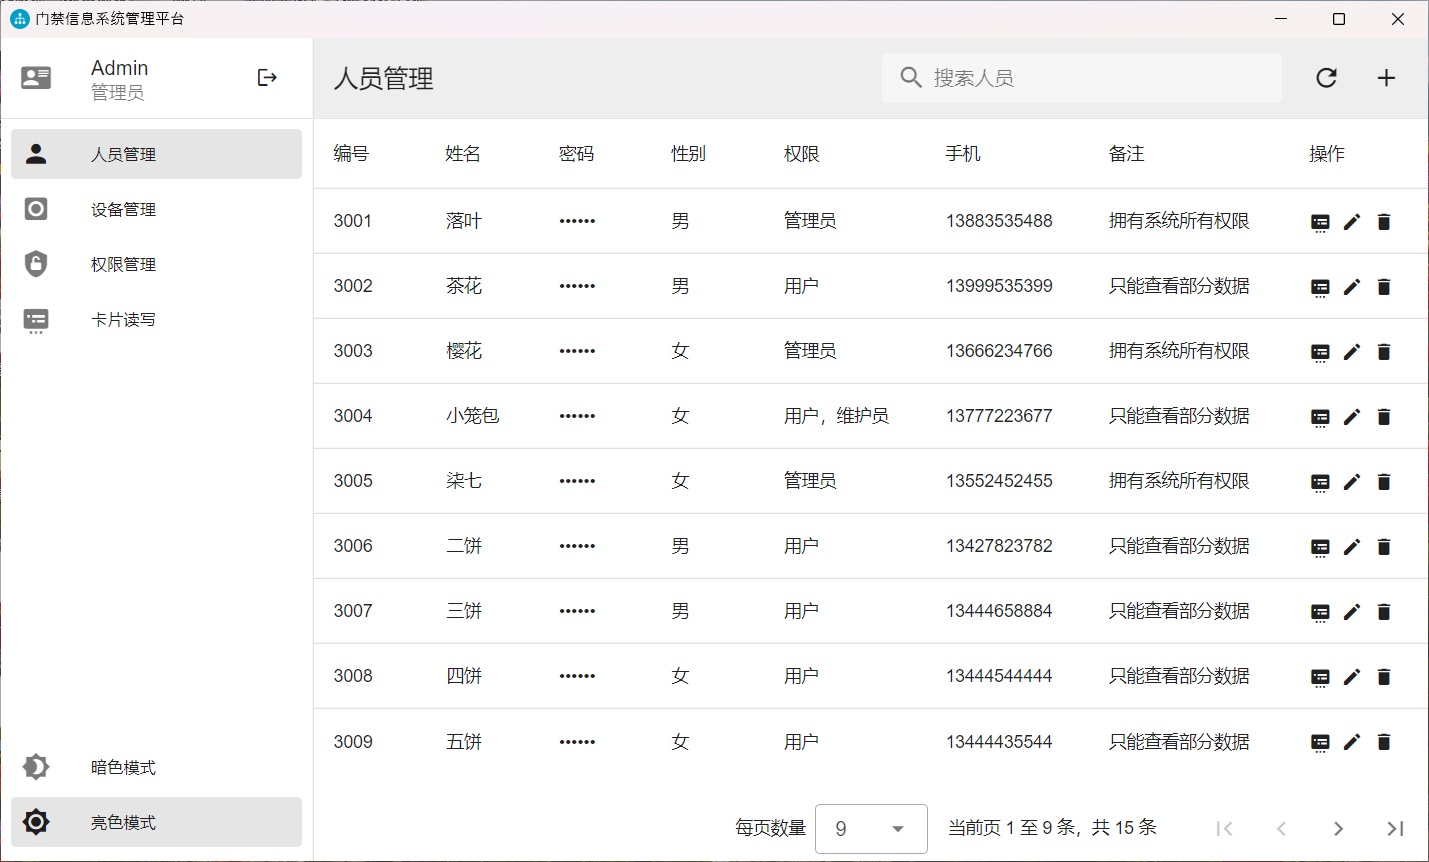 门禁信息系统管理平台
Admin
管理员
人员管理
设备管理
权限管理
卡片读写
暗色模式
亮色模式
人员管理
搜索人员
编号 姓名 密码 性别 权限 手机 备注 操作
3001 落叶 •••••• 男 管理员 13883535488 拥有系统所有权限
3002 茶花 •••••• 男 用户 13999535399 只能查看部分数据
3003 樱花 •••••• 女 管理员 13666234766 拥有系统所有权限
3004 小笼包 •••••• 女 用户，维护员 13777223677 只能查看部分数据
3005 柒七 •••••• 女 管理员 13552452455 拥有系统所有权限
3006 二饼 •••••• 男 用户 13427823782 只能查看部分数据
3007 三饼 •••••• 男 用户 13444658884 只能查看部分数据
3008 四饼 •••••• 女 用户 13444544444 只能查看部分数据
3009 五饼 •••••• 女 用户 13444435544 只能查看部分数据
每页数量 9 当前页 1 至 9 条，共 15 条